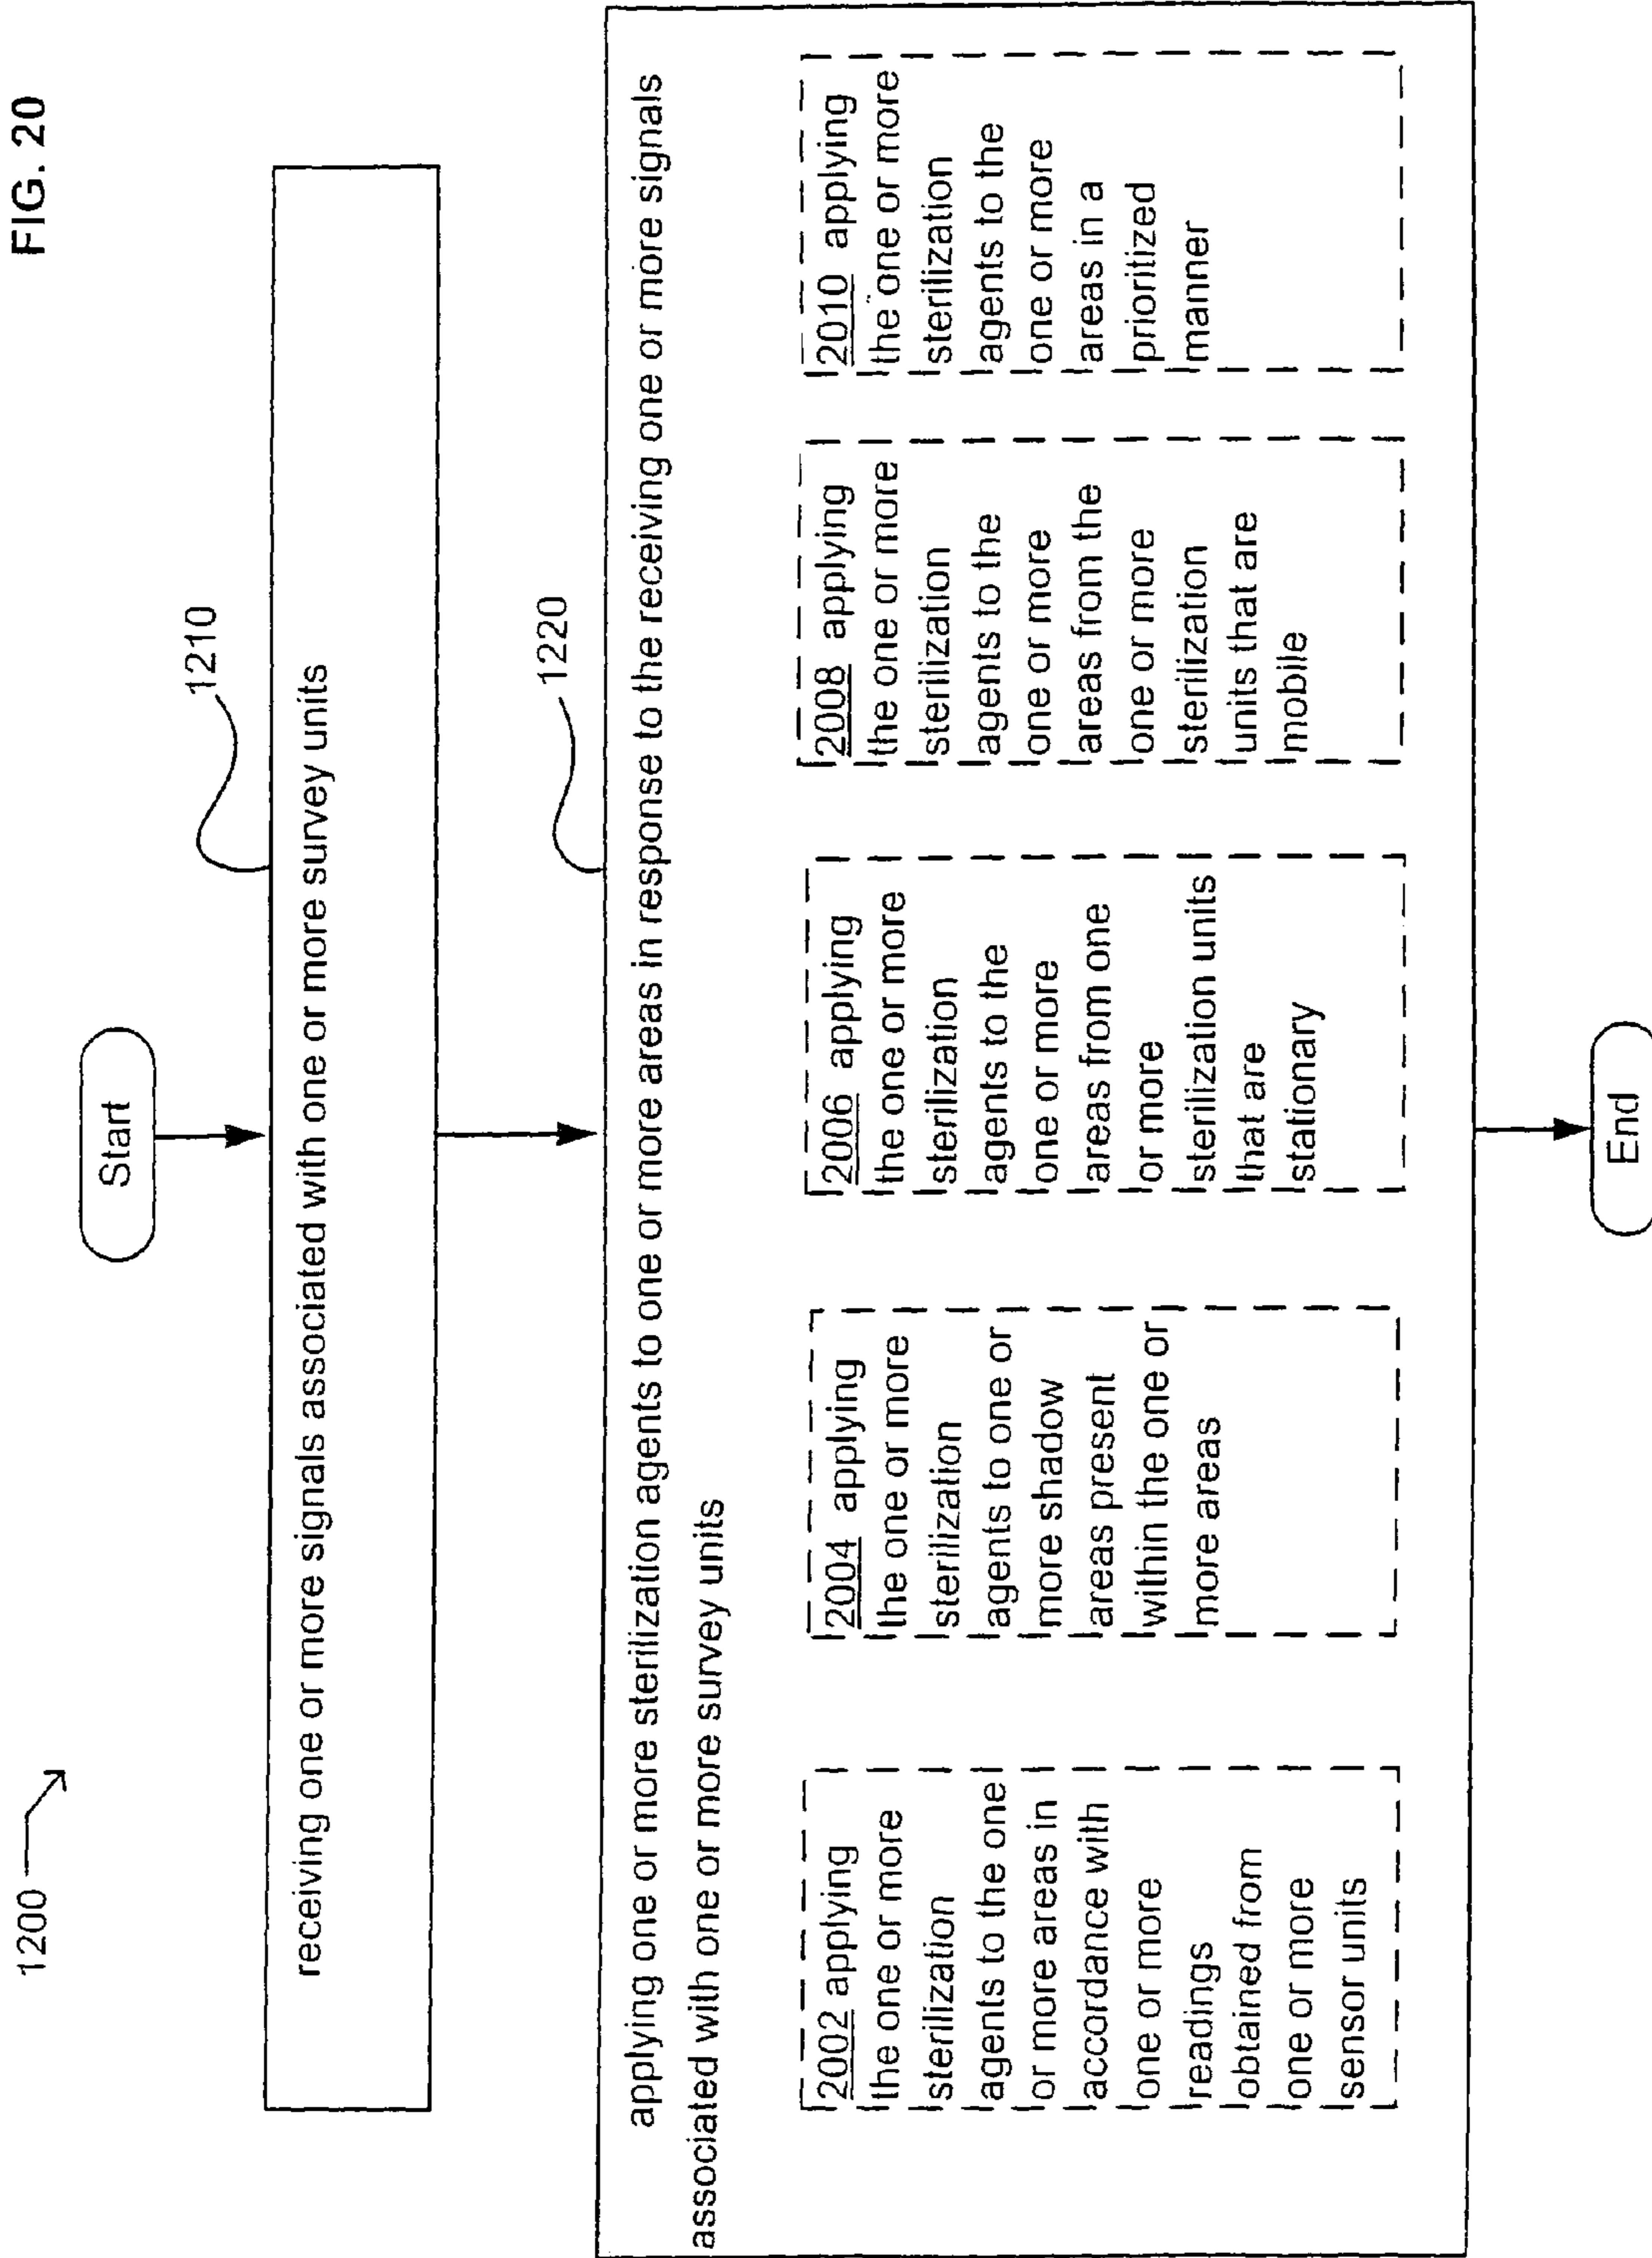 FIG. 20
1200
Start
1210
receiving one or more signals associated with one or more survey units
1220
applying one or more sterilization agents to one or more areas in response to the receiving one or more signals
associated with one or more survey units
2002 applying
the one or more
sterilization
agents to the one
or more areas in
accordance with
one or more
readings
obtained from
one or more
sensor units
2004 applying
the one or more
sterilization
agents to one or
more shadow
areas present
within the one or
more areas
2006 applying
the one or more
sterilization
agents to the
one or more
areas from one
or more
sterilization units
that are
stationary
2008 applying
the one or more
sterilization
agents to the
one or more
areas from the
one or more
sterilization
units that are
mobile
2010 applying
the one or more
sterilization
agents to the
one or more
areas in a
prioritized
manner
End